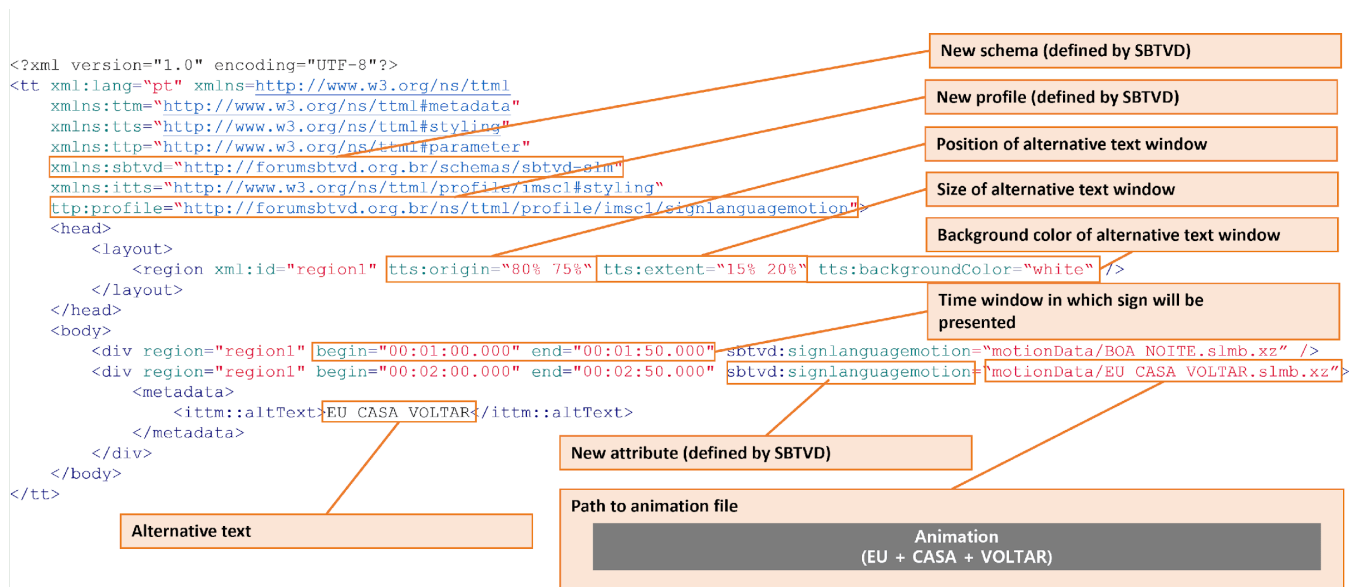 <?xml version="1.0" encoding="UTF-8"?>
<tt xml:lang=“pt" xmlns=http://www.w3.org/ns/ttml
xmlns:ttm=“http://www.w3.org/ns/ttml#metadata"
xmlns:tts=“http://www.w3.org/ns/ttml#styling"
xmlns:ttp=“http://www.w3.org/ns/ttml#parameter"
xmlns:sbtvd=“http://forumsbtvd.org.br/schemas/sbtvd-slm"
xmlns:itts=“http://www.w3.org/ns/ttml/profile/imsc1#styling“
ttp:profile=“http://forumsbtvd.org.br/ns/ttml/profile/imsc1/signlanguagemotion">
<head>
<layout>
<region xml:id="region1" tts:origin=“80% 75%“ tts:extent=“15% 20%“ tts:backgroundColor=“white“ />
</layout>
</head>
<body>
<div region="region1" begin="00:01:00.000" end="00:01:50.000" sbtvd:signlanguagemotion=“motionData/BOA NOITE.slmb.xz” />
<div region="region1" begin="00:02:00.000" end="00:02:50.000" sbtvd:signlanguagemotion=“motionData/EU CASA VOLTAR.slmb.xz”>
<metadata>
<ittm::altText>EU CASA VOLTAR</ittm::altText>
</metadata>
</div>
</body>
</tt>
New schema (defined by SBTVD)
New profile (defined by SBTVD)
Position of alternative text window
Size of alternative text window
Background color of alternative text window
Time window in which sign will be
presented
New attribute (defined by SBTVD)
Alternative text
Path to animation file
Animation
(EU + CASA + VOLTAR)